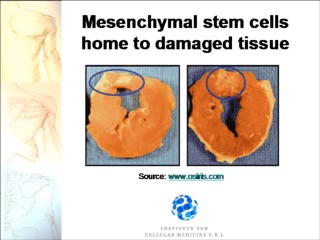 Mesenchymal stem cells
home to damaged tissue
Source: www.osiris.com
INSTITUTE FOR
CELLULAR MEDICINE S.R.L